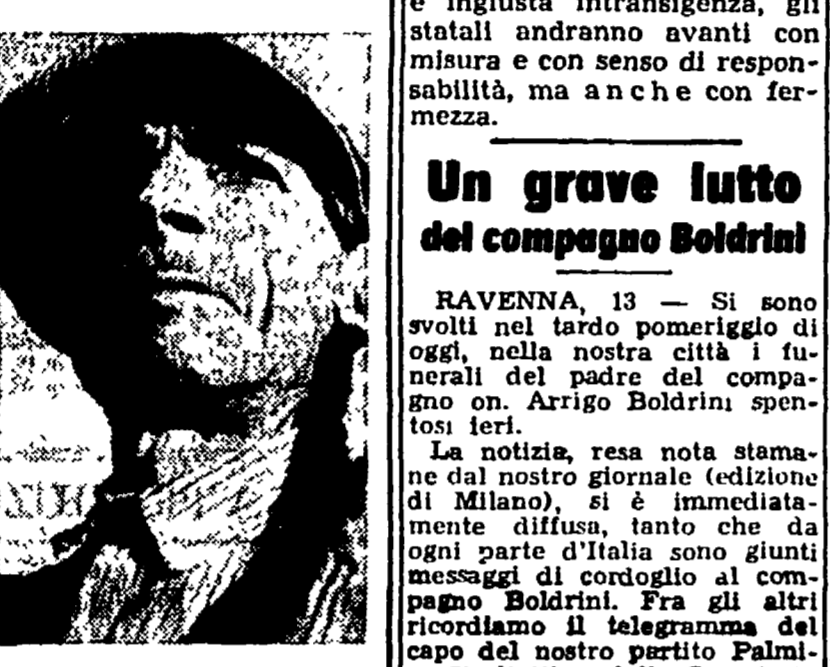 e ingiusta intransigenza, gli
statali andranno avanti con
misura e con senso di respon-
sabilità, ma anche con fer-
mezza.
Un grave lutto
del compagno Boldrini
RAVENNA, 13 — Si sono
svolti nel tardo pomeriggio di
oggi, nella nostra città i fu-
nerali del padre del compa-
gno on. Arrigo Boldrini spen-
tosi ieri.
La notizia, resa nota stama-
ne dal nostro giornale (edizione
di Milano), si è immediata-
mente diffusa, tanto che da
ogni parte d'Italia sono giunti
messaggi di cordoglio al com-
pagno Boldrini. Fra gli altri
ricordiamo il telegramma del
capo del nostro partito Palmi-